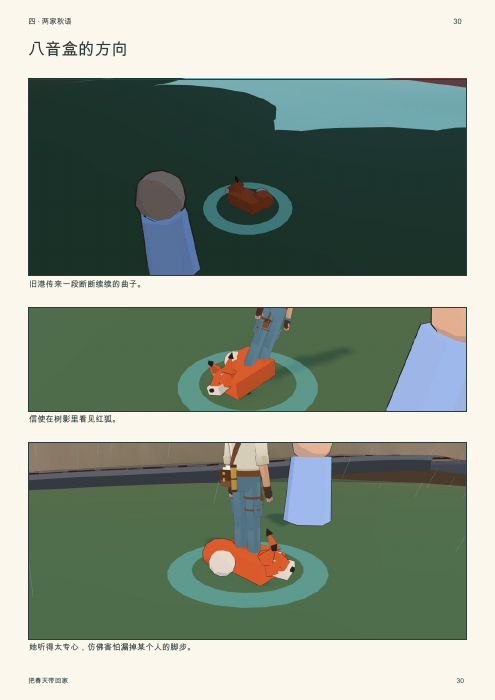 四 · 两家秋语
30
八音盒的方向
旧港传来一段断断续续的曲子。
信使在树影里看见红狐。
她听得太专心，仿佛害怕漏掉某个人的脚步。
把春天带回家
30